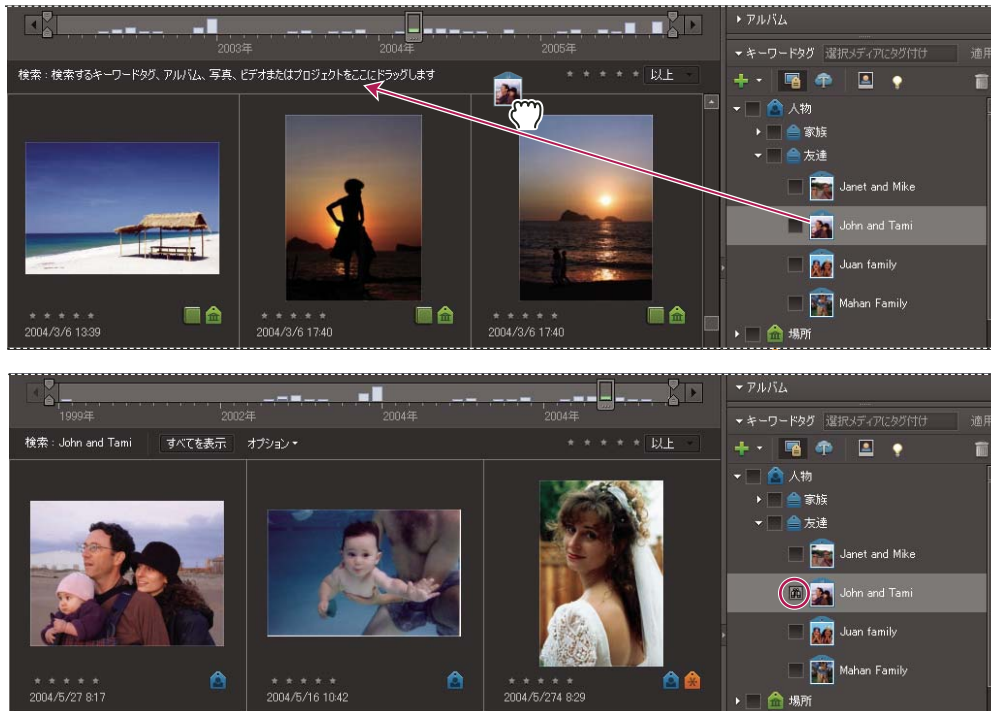 2003年 2004年 2005年
検索 : 検索するキーワードタグ、アルバム、写真、ビデオまたはプロジェクトをここにドラッグします
以上
2004/3/6 13:39
2004/3/6 17:40
2004/3/6 17:40
アルバム
キーワードタグ 選択メディアにタグ付け 適用
人物
家族
友達
Janet and Mike
John and Tami
Juan family
Mahan Family
場所
1999年 2002年 2004年 2004年
検索 : John and Tami すべてを表示 オプション
以上
2004/5/27 8:17
2004/5/16 10:42
2004/5/274 8:29
アルバム
キーワードタグ 選択メディアにタグ付け 適用
人物
家族
友達
Janet and Mike
John and Tami
Juan family
Mahan Family
場所